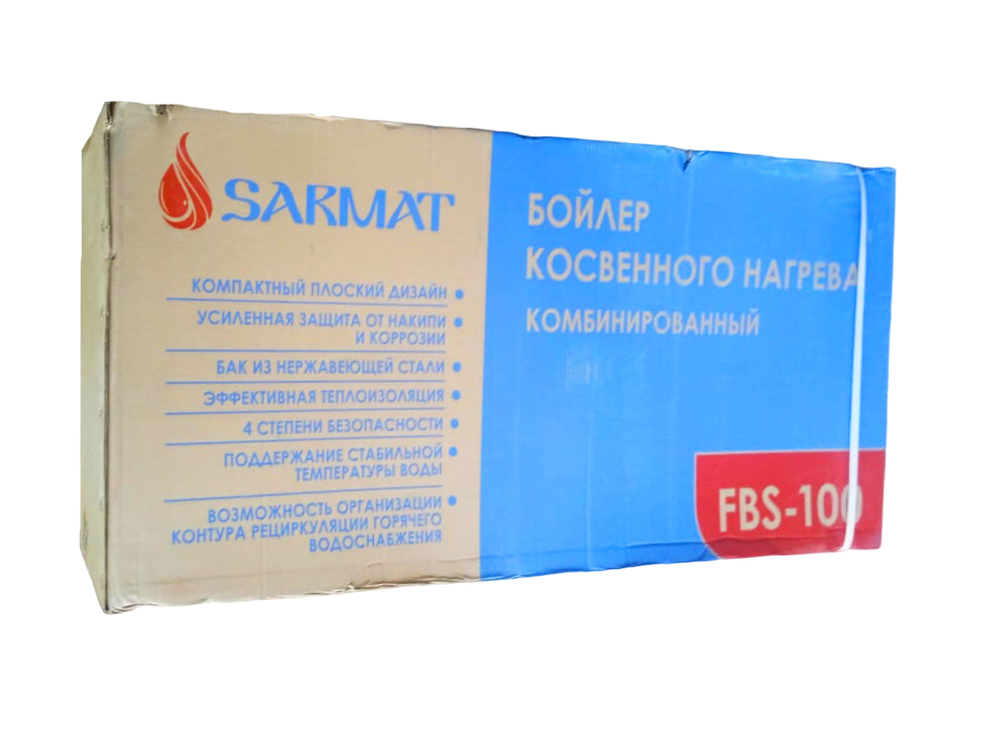 SARMAT
КОМПАКТНЫЙ ПЛОСКИЙ ДИЗАЙН
УСИЛЕННАЯ ЗАЩИТА ОТ НАКИПИ
И КОРРОЗИИ
БАК ИЗ НЕРЖАВЕЮЩЕЙ СТАЛИ
ЭФФЕКТИВНАЯ ТЕПЛОИЗОЛЯЦИЯ
4 СТЕПЕНИ БЕЗОПАСНОСТИ
ПОДДЕРЖАНИЕ СТАБИЛЬНОЙ
ТЕМПЕРАТУРЫ ВОДЫ
ВОЗМОЖНОСТЬ ОРГАНИЗАЦИИ
КОНТУРА РЕЦИРКУЛЯЦИИ ГОРЯЧЕГО
ВОДОСНАБЖЕНИЯ
БОЙЛЕР
КОСВЕННОГО НАГРЕВА
КОМБИНИРОВАННЫЙ
FBS-100